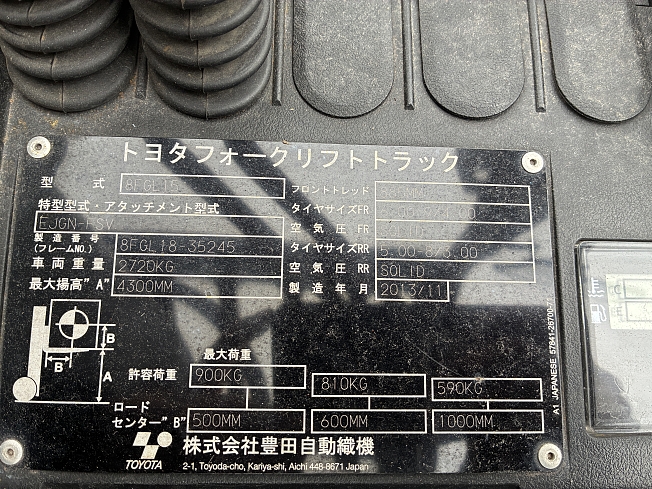 トヨタフォークリフトトラック
型式 8FGL15 フロントトレッド
特型型式・アタッチメント型式 タイヤサイズFR
EJGN-FSV 空気圧FR
製造番号 (フレームNO.) 8FGL18-35245 タイヤサイズRR 5.00-8/3.00
車両重量 2720KG 空気圧RR SOLID
最大揚高"A" 4300MM 製造年月 2013/11
B
B
A
最大荷重
許容荷重 900KG 810KG 590KG
ロードセンター"B" 500MM 600MM 1000MM
TOYOTA 株式会社豊田自動織機
2-1, Toyoda-cho, Kariya-shi, Aichi 448-8671 Japan
A1 JAPANESE 57841-26700-71
C
E